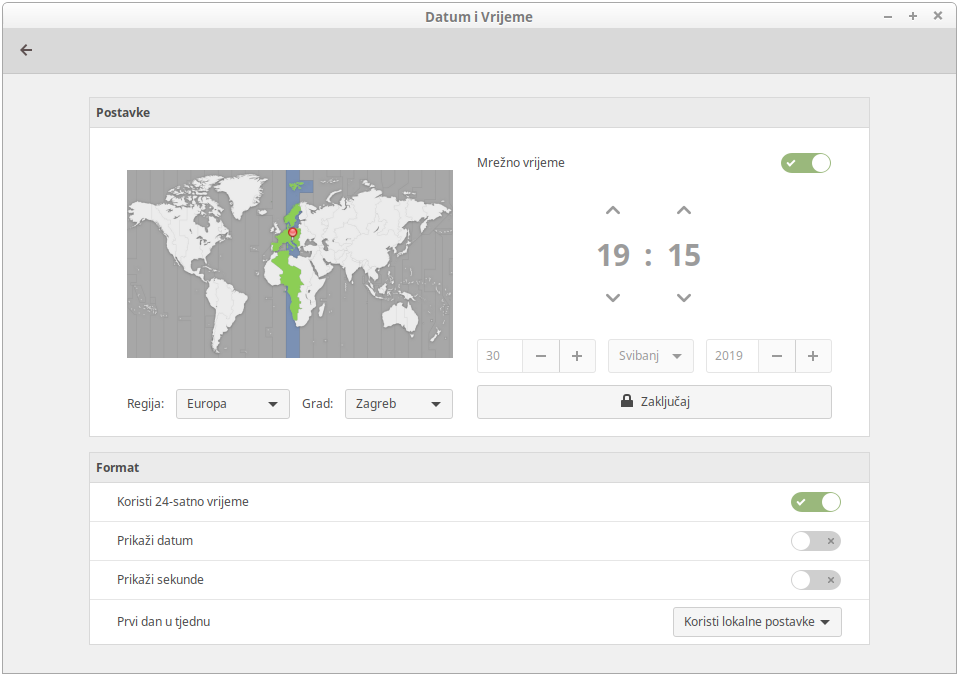 Datum i Vrijeme
Postavke
Mrežno vrijeme
19 : 15
30 Svibanj 2019
Regija: Europa Grad: Zagreb
Zaključaj
Format
Koristi 24-satno vrijeme
Prikaži datum
Prikaži sekunde
Prvi dan u tjednu Koristi lokalne postavke